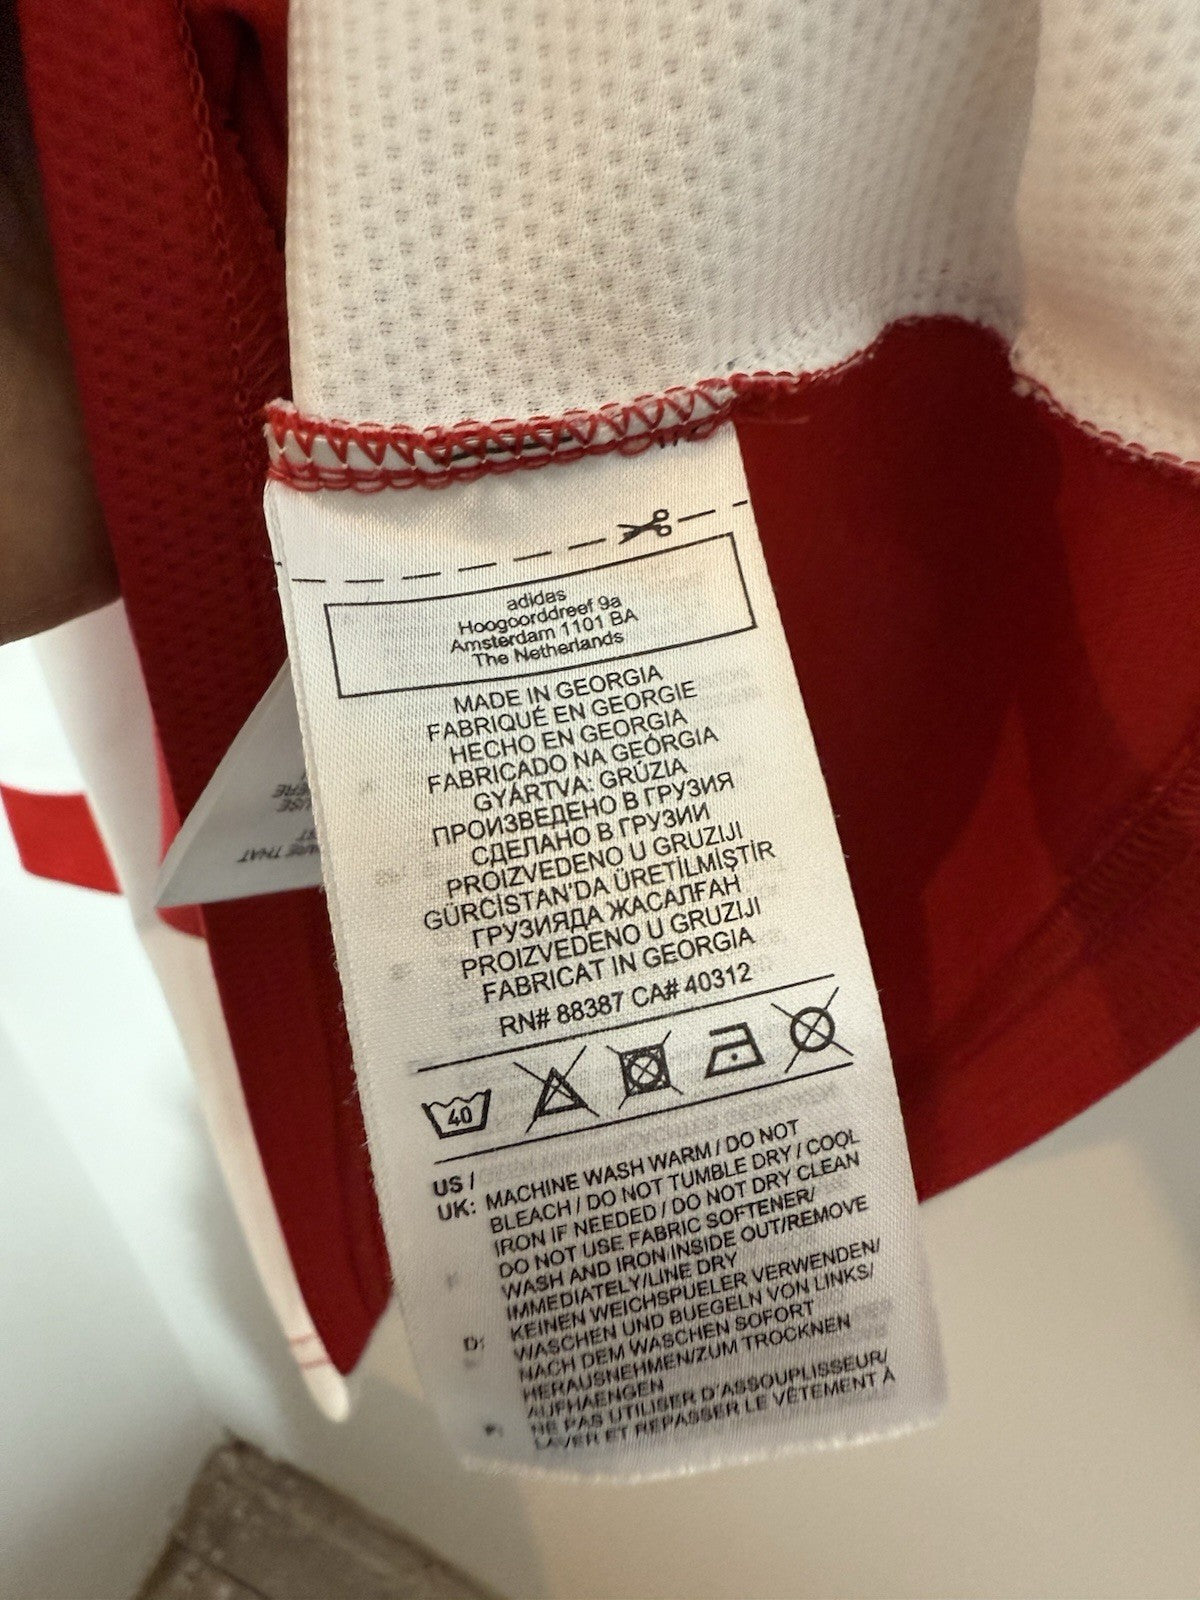 adidas
Hoogoorddreef 9a
Amsterdam 1101 BA
The Netherlands
MADE IN GEORGIA
FABRIQUÉ EN GEORGIE
HECHO EN GEORGIA
FABRICADO NA GEÓRGIA
GYÁRTVA: GRÚZIA
ПРОИЗВЕДЕНО В ГРУЗИЯ
СДЕЛАНО В ГРУЗИИ
PROIZVEDENO U GRUZIJI
GÜRCİSTAN'DA ÜRETİLMİŞTİR
ГРУЗИЯДА ЖАСАЛҒАН
PROIZVEDENO U GRUZIJI
FABRICAT IN GEORGIA
RN# 88387 CA# 40312
40
US / MACHINE WASH WARM / DO NOT
UK: BLEACH / DO NOT TUMBLE DRY / COOL
IRON IF NEEDED / DO NOT DRY CLEAN
DO NOT USE FABRIC SOFTENER/
WASH AND IRON INSIDE OUT/REMOVE
IMMEDIATELY/LINE DRY
D: KEINEN WEICHSPUELER VERWENDEN/
WASCHEN UND BUEGELN VON LINKS/
NACH DEM WASCHEN SOFORT
HERAUSNEHMEN/ZUM TROCKNEN
AUFHAENGEN
F: NE PAS UTILISER D'ASSOUPLISSEUR/
LAVER ET REPASSER LE VÊTEMENT À